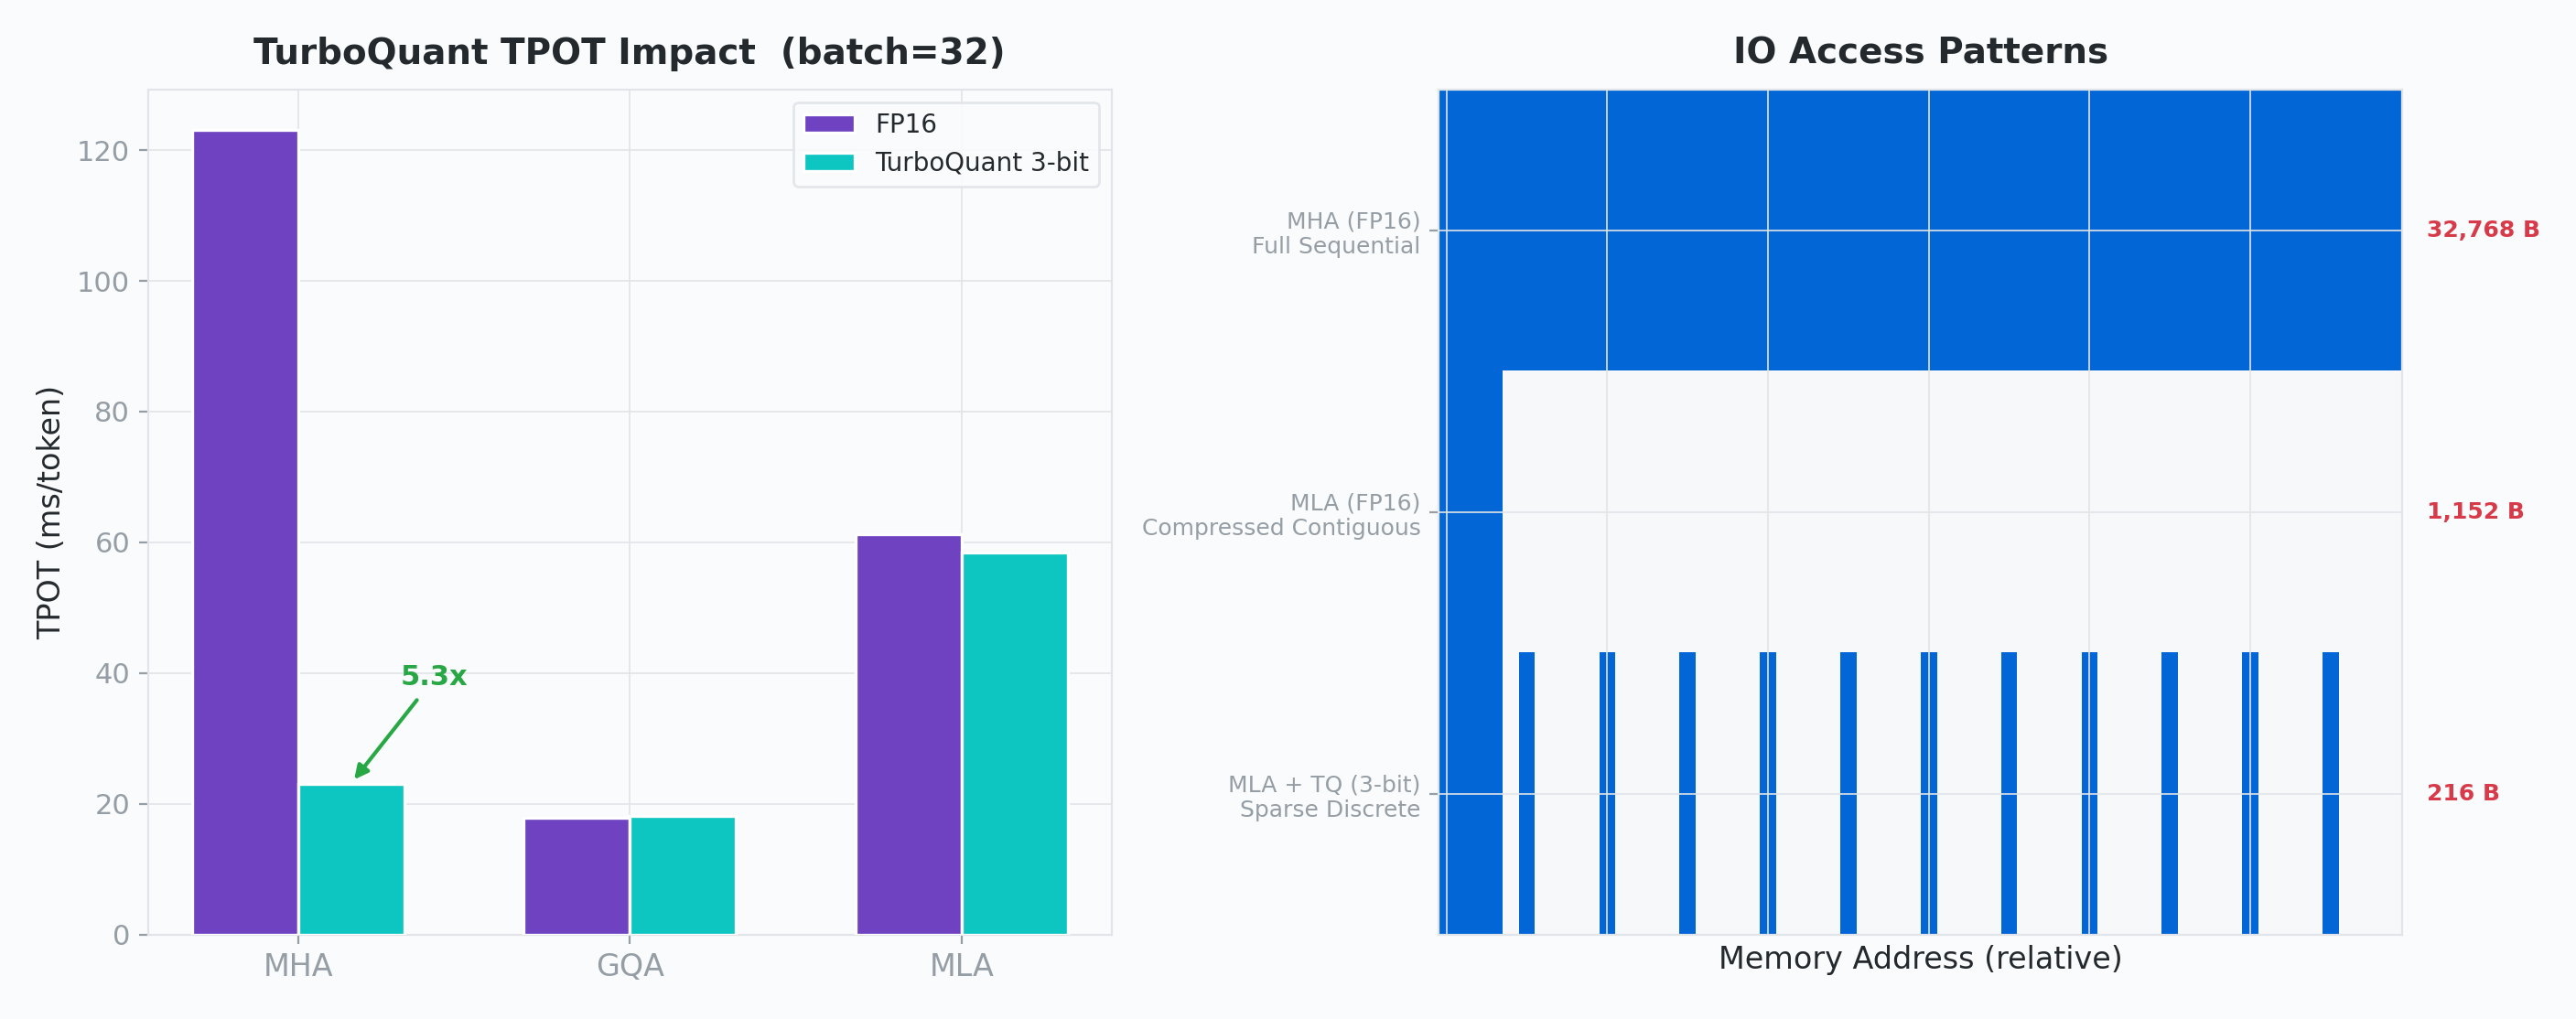 TurboQuant TPOT Impact  (batch=32)
FP16
TurboQuant 3-bit
TPOT (ms/token)
120
100
80
60
40
20
0
5.3x
MHA
GQA
MLA
IO Access Patterns
MHA (FP16)
Full Sequential
32,768 B
MLA (FP16)
Compressed Contiguous
1,152 B
MLA + TQ (3-bit)
Sparse Discrete
216 B
Memory Address (relative)